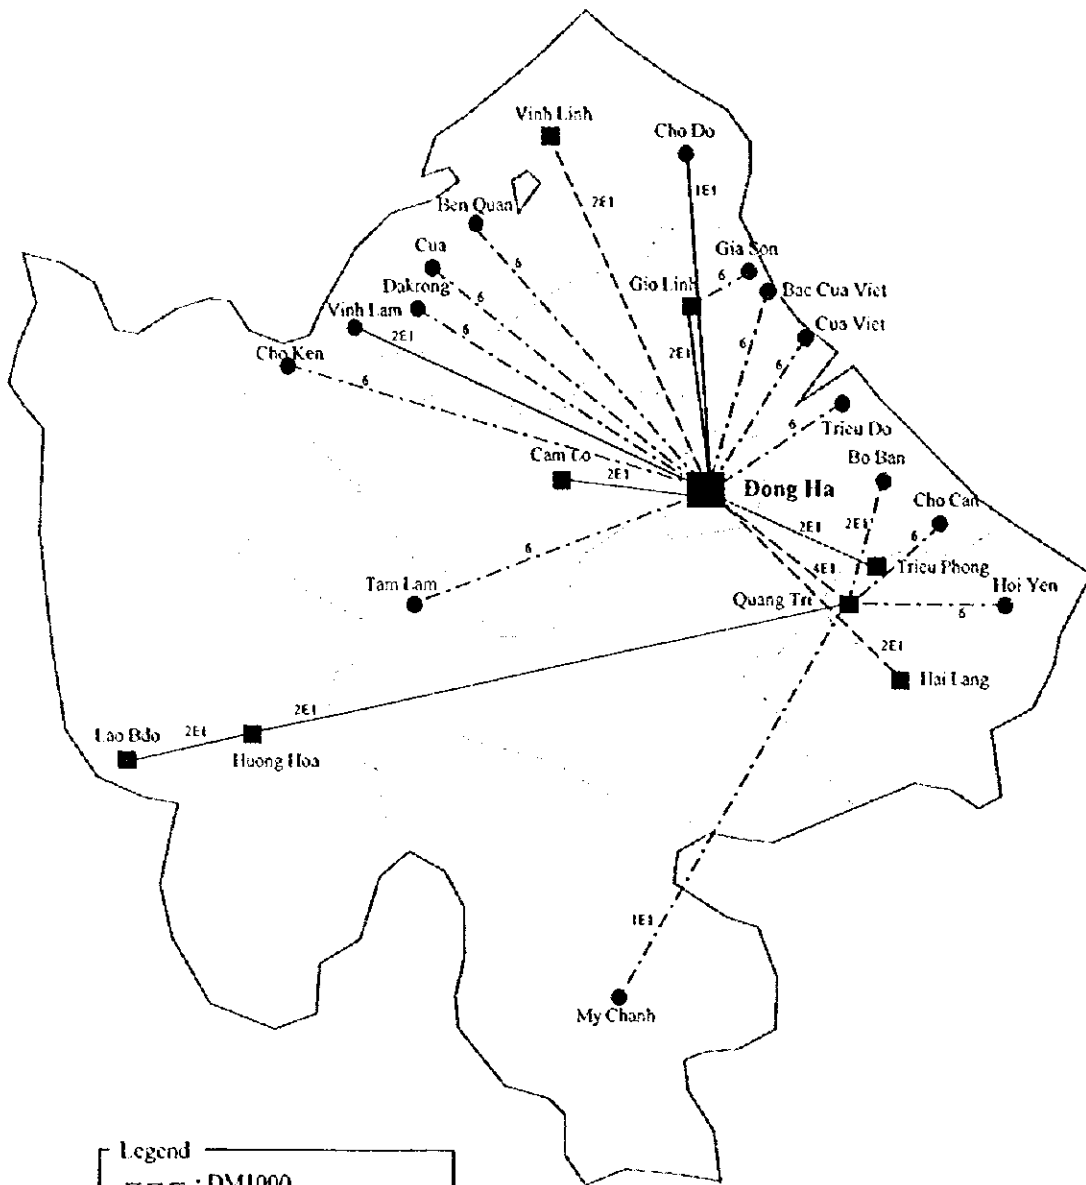 Vinh Linh
Cho Do
2E1
1E1
Ben Quan
Cua
Gia Son
6
6
Dakrong
Gio Linh
Bac Cua Viet
Vinh Lam
6
2E1
Cua Viet
2E1
6
Cho Ken
6
6
6
Trieu Do
6
Cam Lo
Bo Ban
2E1
Dong Ha
Cho Can
2E1
2E1
6
6
4E1
Trieu Phong
Tam Lam
Quang Tri
Hoi Yen
6
2E1
Hai Lang
2E1
Lao Bao
2E1
Huong Hoa
1E1
My Chanh
Legend
: DM1000